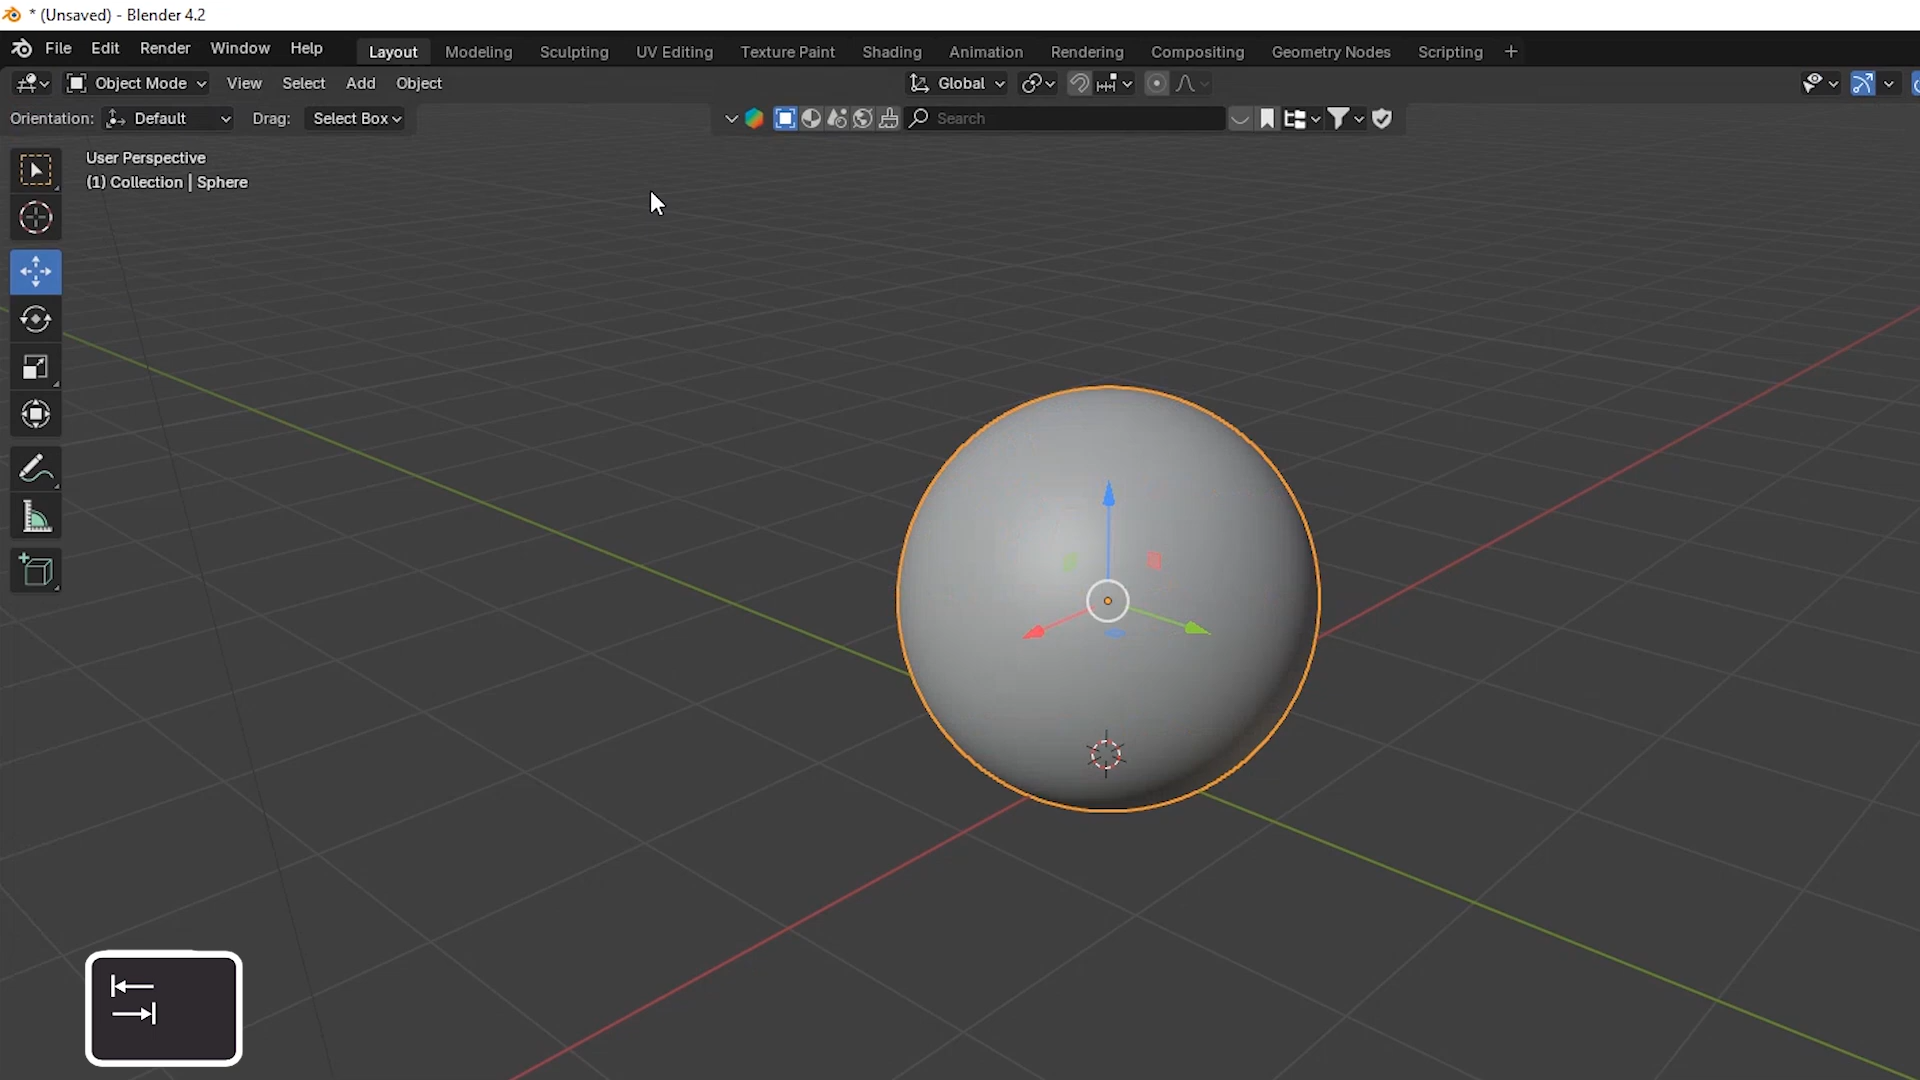 * (Unsaved) - Blender 4.2
File Edit Render Window Help Layout Modeling Sculpting UV Editing Texture Paint Shading Animation Rendering Compositing Geometry Nodes Scripting +
Object Mode View Select Add Object Global
Orientation: Default Drag: Select Box Search
User Perspective
(1) Collection | Sphere